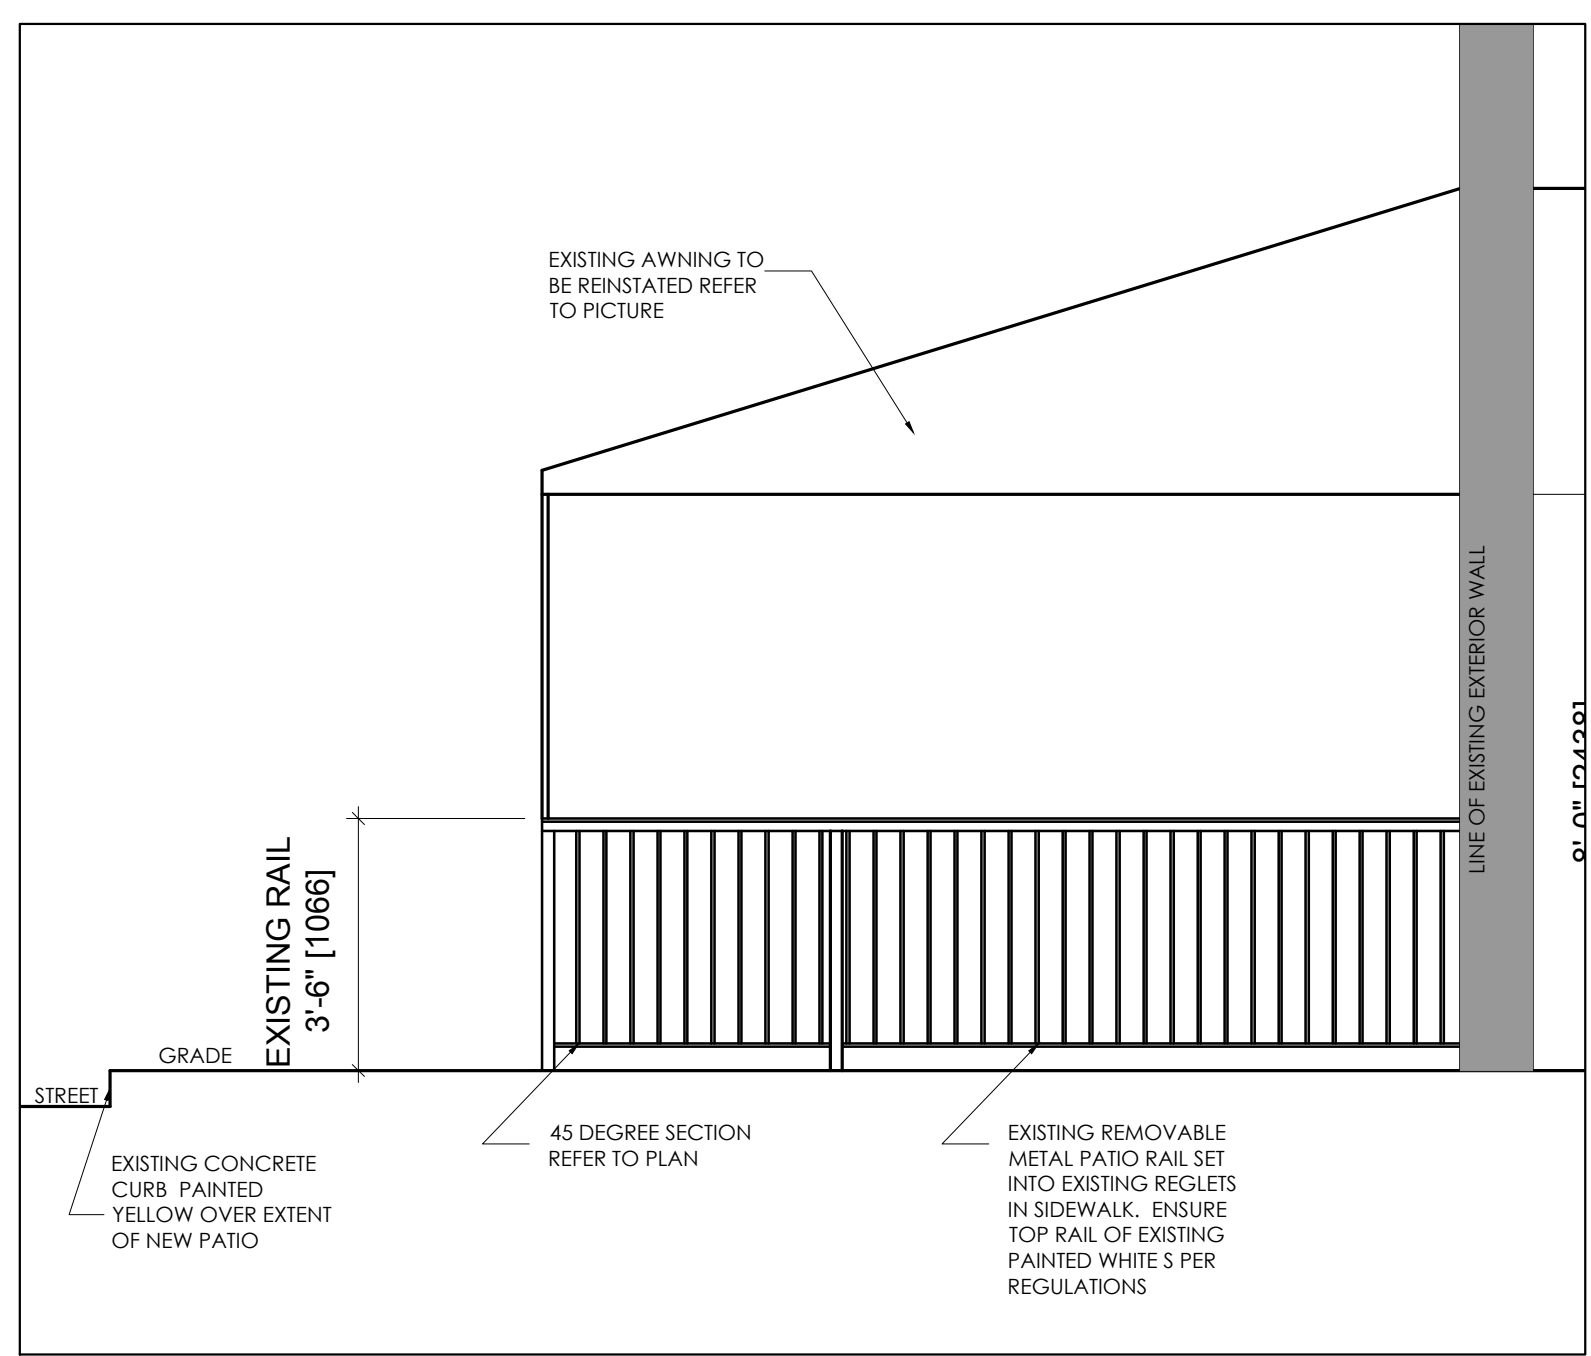 EXISTING AWNING TO
BE REINSTATED REFER
TO PICTURE
LINE OF EXISTING EXTERIOR WALL
EXISTING RAIL
3'-6" [1066]
GRADE
STREET
EXISTING CONCRETE
CURB PAINTED
YELLOW OVER EXTENT
OF NEW PATIO
45 DEGREE SECTION
REFER TO PLAN
EXISTING REMOVABLE
METAL PATIO RAIL SET
INTO EXISTING REGLETS
IN SIDEWALK. ENSURE
TOP RAIL OF EXISTING
PAINTED WHITE S PER
REGULATIONS